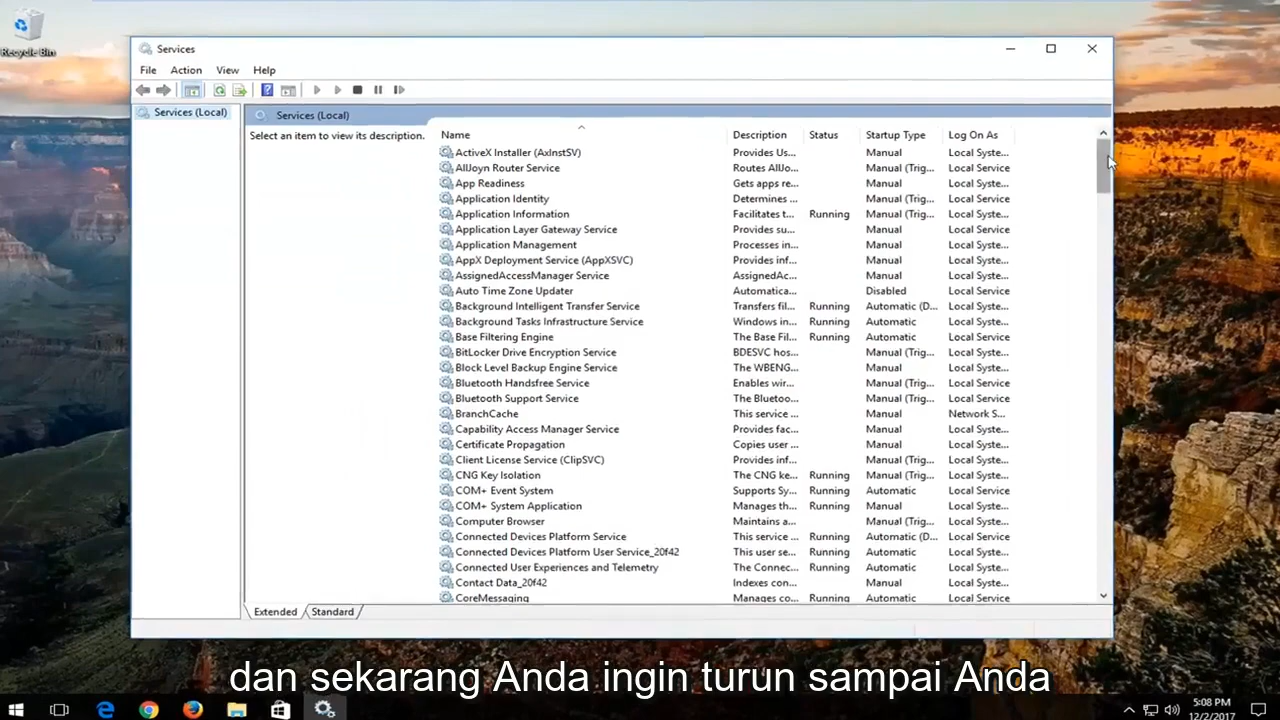 Recycle Bin
Services
File Action View Help
Services (Local)
Services (Local)
Select an item to view its description.
Name Description Status Startup Type Log On As
ActiveX Installer (AxInstSV) Provides Us... Manual Local Syste...
AllJoyn Router Service Routes AllJo... Manual (Trig... Local Service
App Readiness Gets apps re... Manual Local Syste...
Application Identity Determines ... Manual (Trig... Local Service
Application Information Facilitates t... Running Manual (Trig... Local Syste...
Application Layer Gateway Service Provides su... Manual Local Service
Application Management Processes in... Manual Local Syste...
AppX Deployment Service (AppXSVC) Provides inf... Manual Local Syste...
AssignedAccessManager Service AssignedAc... Manual Local Syste...
Auto Time Zone Updater Automatica... Disabled Local Service
Background Intelligent Transfer Service Transfers fil... Running Automatic (D... Local Syste...
Background Tasks Infrastructure Service Windows in... Running Automatic Local Syste...
Base Filtering Engine The Base Fil... Running Automatic Local Service
BitLocker Drive Encryption Service BDESVC hos... Manual (Trig... Local Syste...
Block Level Backup Engine Service The WBENG... Manual Local Syste...
Bluetooth Handsfree Service Enables wir... Manual (Trig... Local Service
Bluetooth Support Service The Bluetoo... Manual (Trig... Local Service
BranchCache This service ... Manual Network S...
Capability Access Manager Service Provides fac... Manual Local Syste...
Certificate Propagation Copies user ... Manual Local Syste...
Client License Service (ClipSVC) Provides inf... Manual (Trig... Local Syste...
CNG Key Isolation The CNG ke... Running Manual (Trig... Local Syste...
COM+ Event System Supports Sy... Running Automatic Local Service
COM+ System Application Manages th... Running Manual Local Syste...
Computer Browser Maintains a... Manual (Trig... Local Syste...
Connected Devices Platform Service This service ... Running Automatic (D... Local Service
Connected Devices Platform User Service_20f42 This user se... Running Automatic Local Syste...
Connected User Experiences and Telemetry The Connec... Running Automatic Local Syste...
Contact Data_20f42 Indexes con... Manual Local Syste...
CoreMessaging Manages co... Running Automatic Local Service
Extended Standard
dan sekarang Anda ingin turun sampai Anda
5:08 PM
12/2/2017